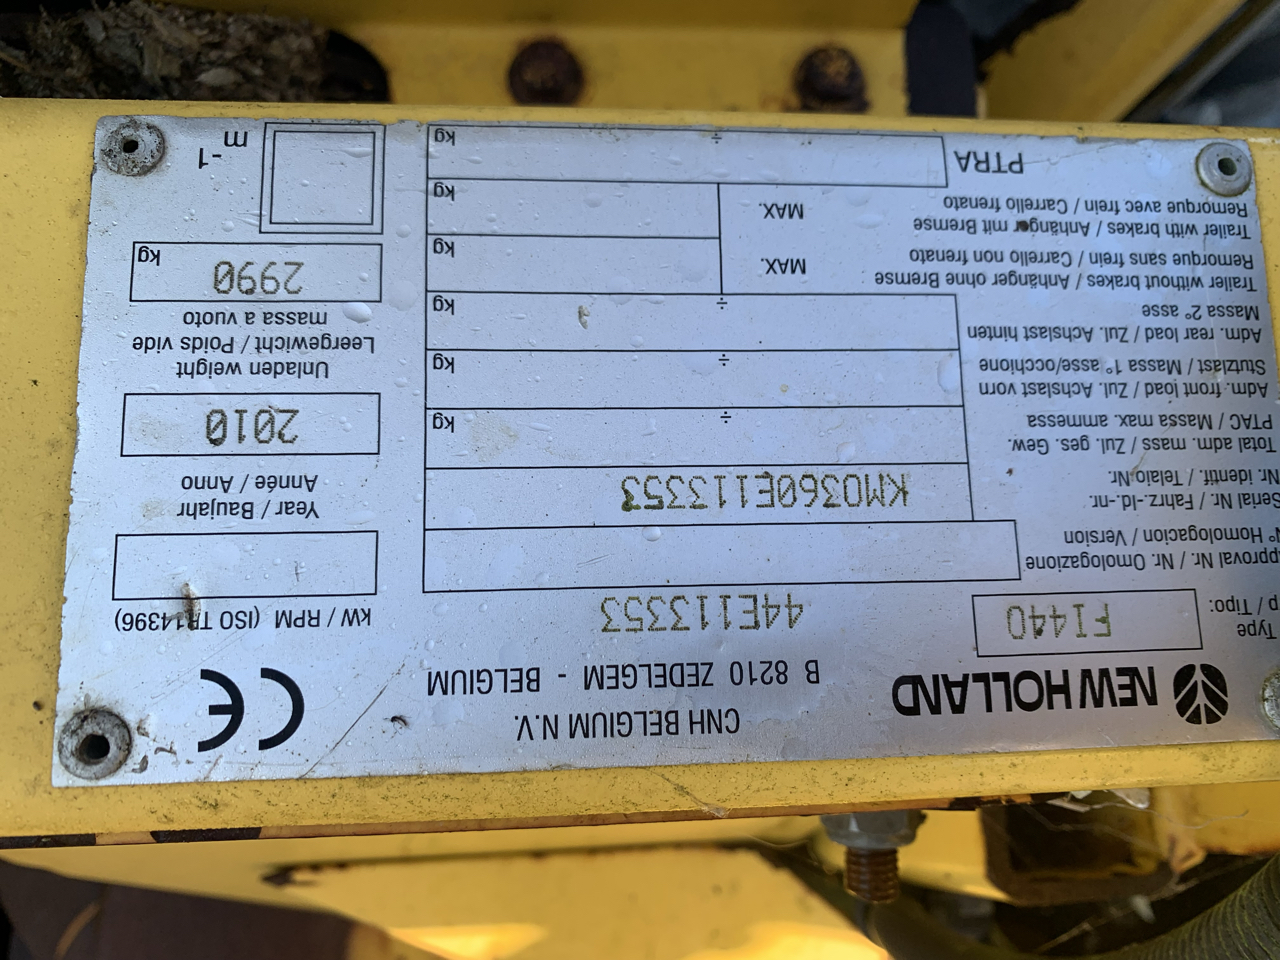 NEW HOLLAND
CNH BELGIUM N.V.
B 8210 ZEDELGEM - BELGIUM
CE
Type
/ Tipo:
FI440
44E113353
kW / RPM (ISO TR14396)
Approval Nr / Nr. Omologazione
N° Homologacion / Version
Serial Nr. / Fahrz-Id.-nr.
Nr. identif. / Telaio Nr.
KM0360E113353
Year / Baujahr
Année / Anno
2010
Total adm. mass / Zul. ges. Gew.
PTAC / Massa max. ammessa
÷ kg
Adm. front load / Zul. Achslast vorn
Stutzlast / Massa 1° asse/occhione
÷ kg
Adm. rear load / Zul. Achslast hinten
Massa 2° asse
÷ kg
Unladen weight
Leergewicht / Poids vide
massa a vuoto
2990 kg
Trailer without brakes / Anhänger ohne Bremse
Remorque sans frein / Carrello non frenato
MAX. kg
Trailer with brakes / Anhänger mit Bremse
Remorque avec frein / Carrello frenato
MAX. kg
PTRA ÷ kg
m -1